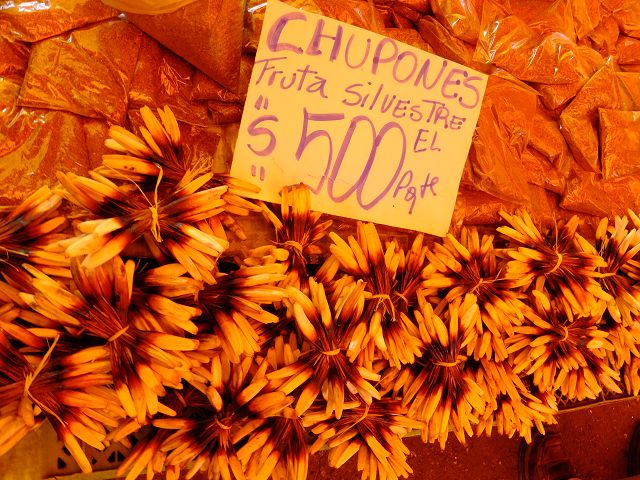 CHUPONES
Fruta SILVESTRE
"S" 500 EL
Pqte